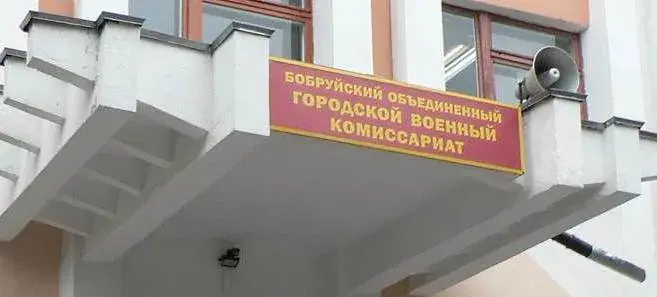 БОБРУЙСКИЙ ОБЪЕДИНЕННЫЙ
ГОРОДСКОЙ ВОЕННЫЙ
КОМИССАРИАТ